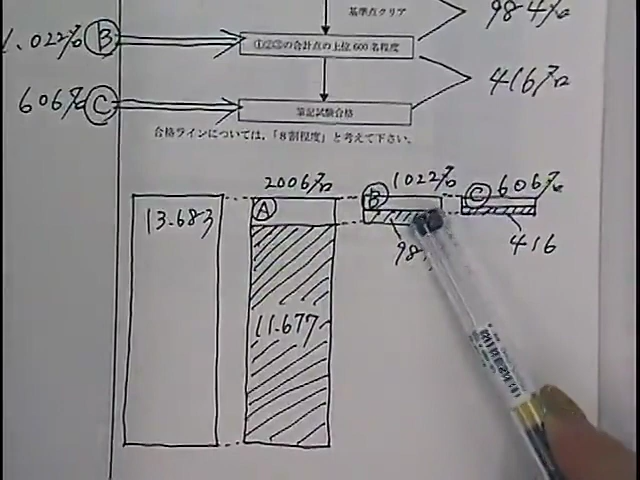 基準点クリア
984名
1.022名 Ⓑ
①②③の合計点の上位600名程度
416名
606名 Ⓒ
筆記試験合格
合格ラインについては、「8割程度」と考えて下さい。
2006名
1022名
606名
13.683
Ⓐ
Ⓑ
Ⓒ
98
416
11.677